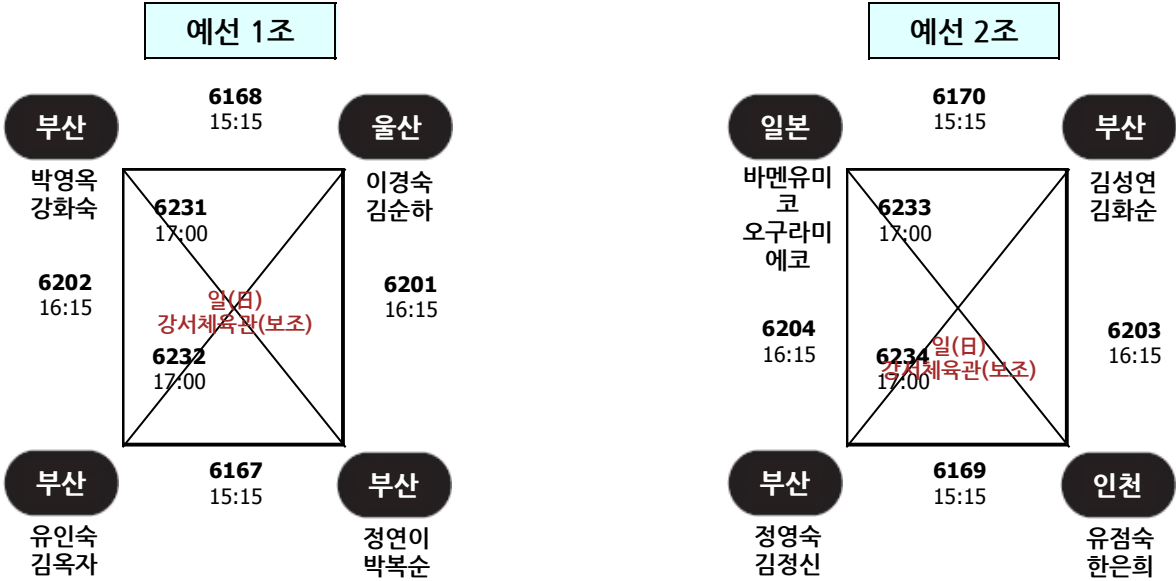 예선 1조
6168
15:15
부산
울산
박영옥
강화숙
이경숙
김순하
6231
17:00
6202
16:15
6201
16:15
일(日)
강서체육관(보조)
6232
17:00
6167
15:15
부산
부산
유인숙
김옥자
정연이
박복순
예선 2조
6170
15:15
일본
부산
바멘유미
코
오구라미
에코
김성연
김화순
6233
17:00
6204
16:15
6203
16:15
6234
17:00
일(日)
강서체육관(보조)
6169
15:15
부산
인천
정영숙
김정신
유점숙
한은희